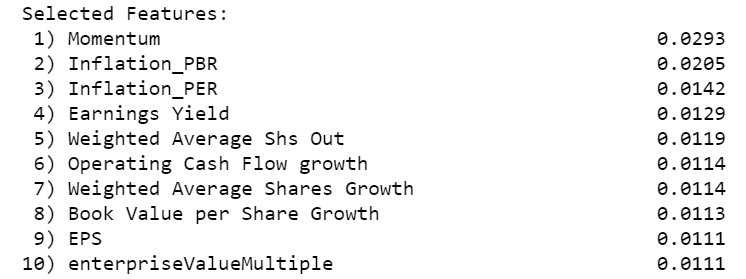 Selected Features:
1) Momentum 0.0293
2) Inflation_PBR 0.0205
3) Inflation_PER 0.0142
4) Earnings Yield 0.0129
5) Weighted Average Shs Out 0.0119
6) Operating Cash Flow growth 0.0114
7) Weighted Average Shares Growth 0.0114
8) Book Value per Share Growth 0.0113
9) EPS 0.0111
10) enterpriseValueMultiple 0.0111